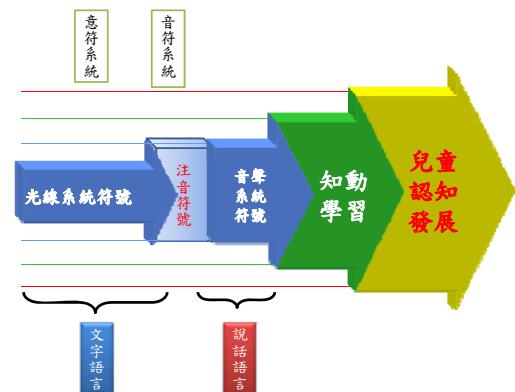 意符系統
音符系統
光線系統符號
注音符號
音聲
系統
符號
知動
學習
兒童
認知
發展
文字語言
說話語言